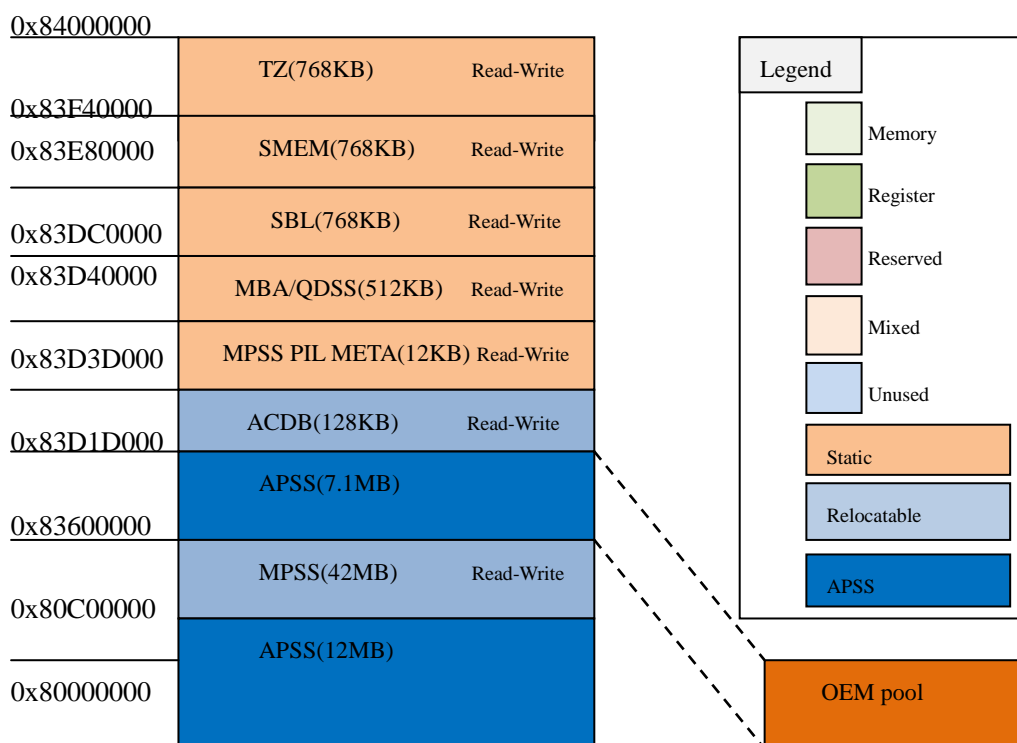 0x84000000
TZ(768KB) Read-Write
0x83F40000
SMEM(768KB) Read-Write
0x83E80000
SBL(768KB) Read-Write
0x83DC0000
0x83D40000
MBA/QDSS(512KB) Read-Write
MPSS PIL META(12KB) Read-Write
0x83D3D000
ACDB(128KB) Read-Write
0x83D1D000
APSS(7.1MB)
0x83600000
MPSS(42MB) Read-Write
0x80C00000
APSS(12MB)
0x80000000
Legend
Memory
Register
Reserved
Mixed
Unused
Static
Relocatable
APSS
OEM pool